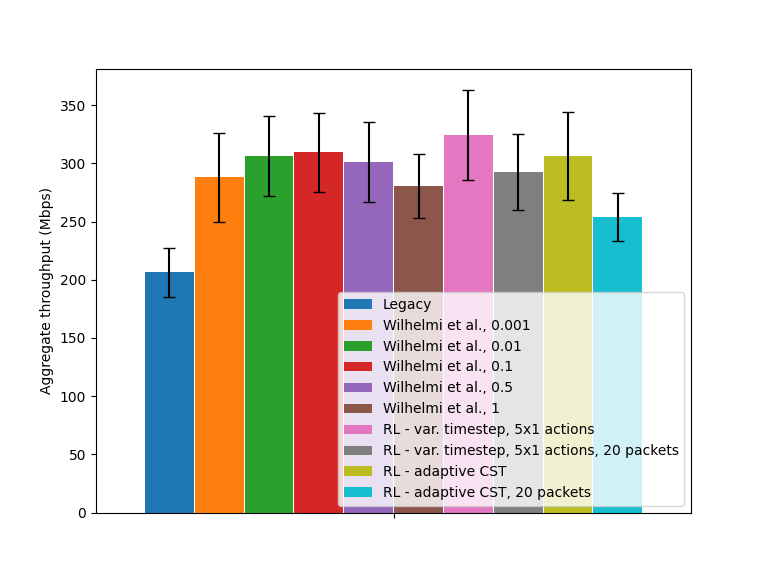 Aggregate throughput (Mbps)
350
300
250
200
150
100
50
0
Legacy
Wilhelmi et al., 0.001
Wilhelmi et al., 0.01
Wilhelmi et al., 0.1
Wilhelmi et al., 0.5
Wilhelmi et al., 1
RL - var. timestep, 5x1 actions
RL - var. timestep, 5x1 actions, 20 packets
RL - adaptive CST
RL - adaptive CST, 20 packets